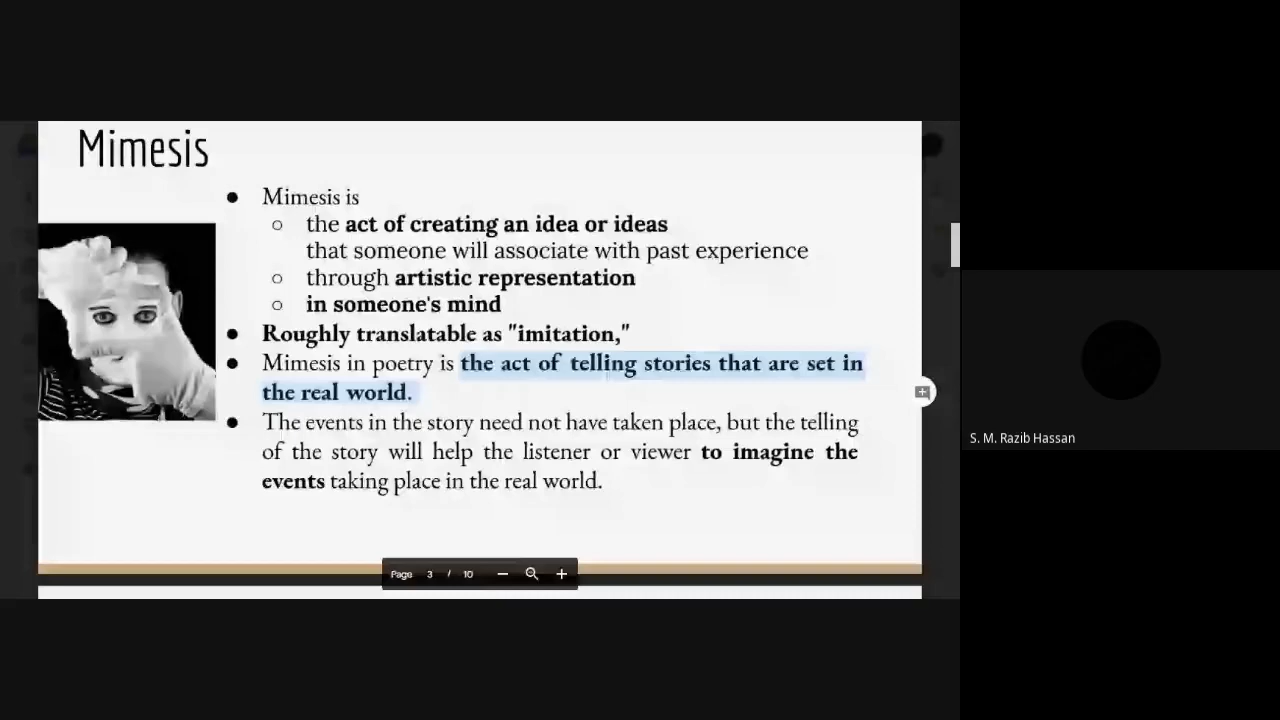 Mimesis
● Mimesis is
○ the act of creating an idea or ideas
that someone will associate with past experience
○ through artistic representation
○ in someone's mind
● Roughly translatable as "imitation,"
● Mimesis in poetry is the act of telling stories that are set in
the real world.
● The events in the story need not have taken place, but the telling
of the story will help the listener or viewer to imagine the
events taking place in the real world.
Page 3 / 10
S. M. Razib Hassan